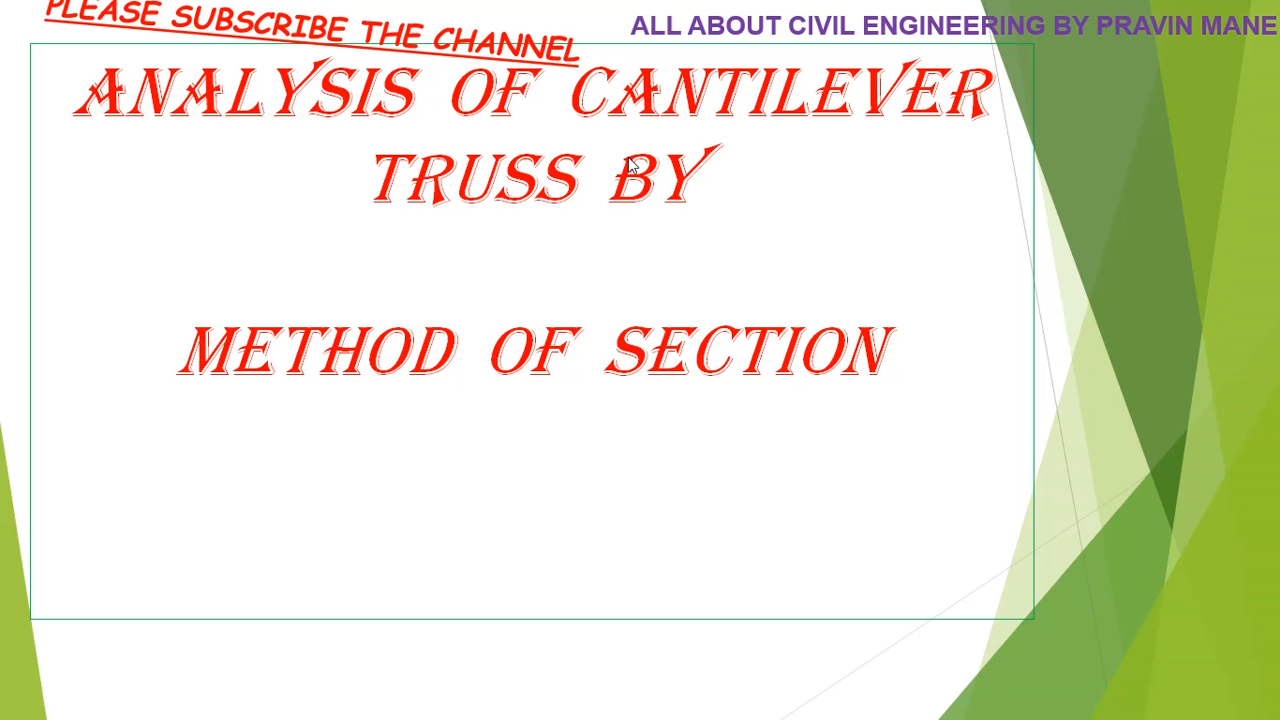 PLEASE SUBSCRIBE THE CHANNEL
ALL ABOUT CIVIL ENGINEERING BY PRAVIN MANE
ANALYSIS OF CANTILEVER
TRUSS BY
METHOD OF SECTION